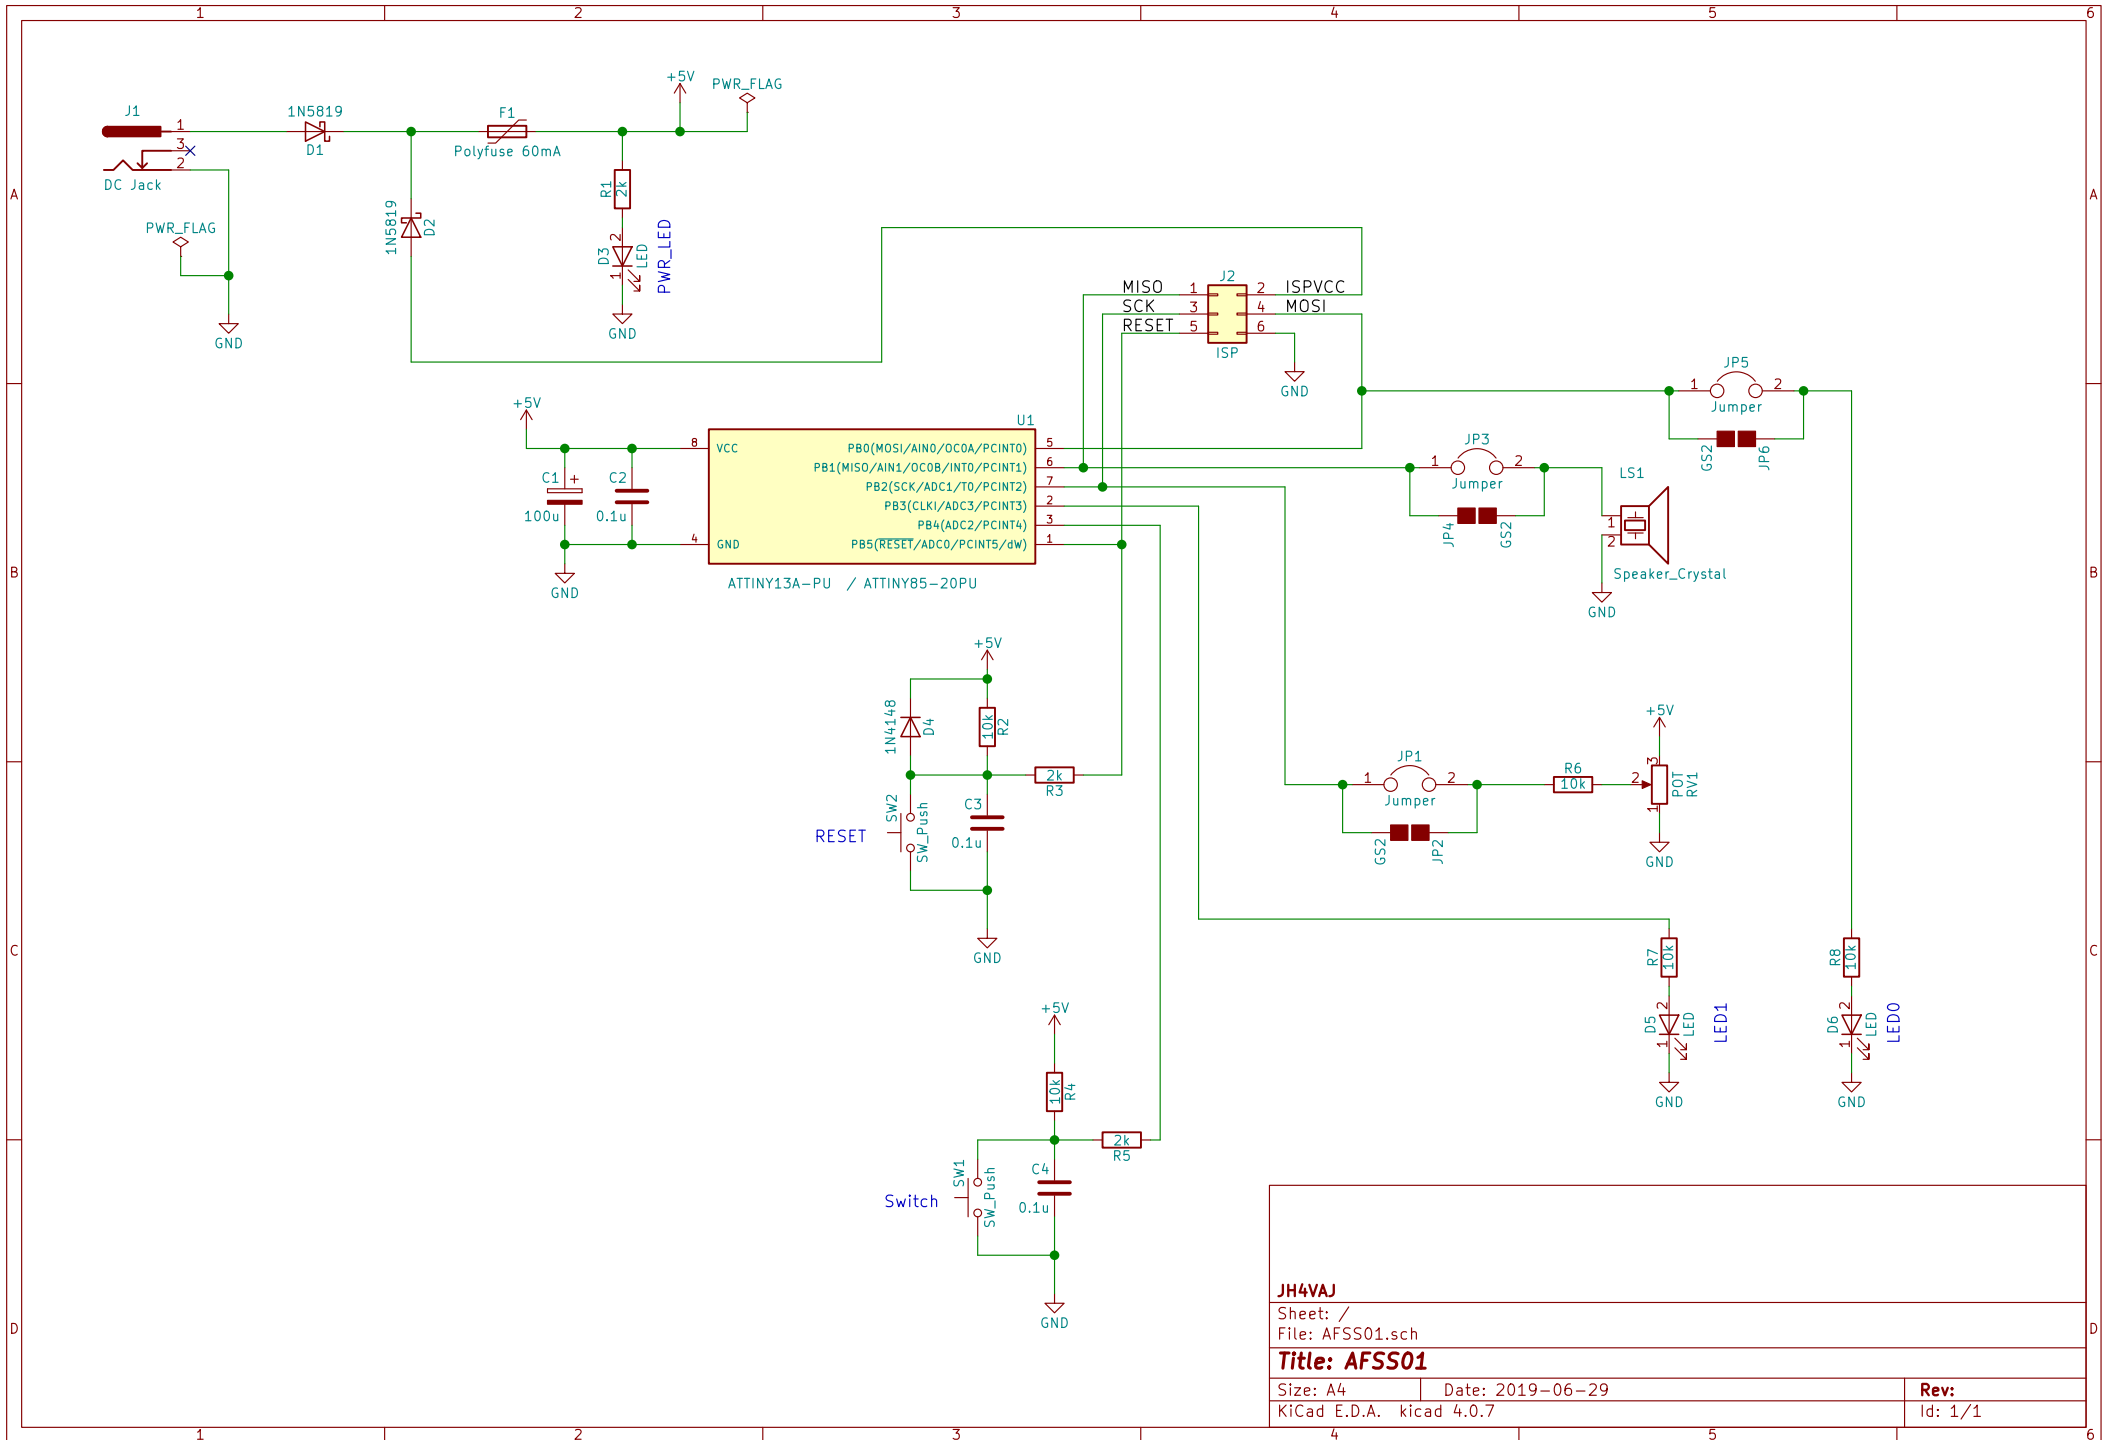 1 2 3 4 5 6
+5V
PWR_FLAG
J1
1
3
2
DC Jack
1N5819
D1
F1
Polyfuse 60mA
R1
2k
PWR_FLAG
GND
1N5819
D2
D3
2
1
LED
PWR_LED
GND
A
A
J2
MISO 1 2 ISPVCC
SCK 3 4 MOSI
RESET 5 6
ISP
GND
JP5
1 2
Jumper
GS2
JP6
+5V
U1
8 VCC
PB0(MOSI/AIN0/OC0A/PCINT0) 5
PB1(MISO/AIN1/OC0B/INT0/PCINT1) 6
PB2(SCK/ADC1/T0/PCINT2) 7
PB3(CLKI/ADC3/PCINT3) 2
PB4(ADC2/PCINT4) 3
4 GND
PB5(RESET/ADC0/PCINT5/dW) 1
ATTINY13A-PU / ATTINY85-20PU
C1
+
100u
C2
0.1u
GND
JP3
1 2
Jumper
JP4
GS2
LS1
1
2
Speaker_Crystal
GND
B
B
+5V
1N4148
D4
10k
R2
2k
R3
SW2
SW_Push
C3
0.1u
RESET
GND
JP1
1 2
Jumper
GS2
JP2
R6
10k
+5V
3
2
1
POT
RV1
GND
C
C
R7
10k
D5
2
1
LED
LED1
GND
R8
10k
D6
2
1
LED
LED0
GND
+5V
10k
R4
2k
R5
SW1
SW_Push
C4
0.1u
Switch
GND
D
D
JH4VAJ
Sheet: /
File: AFSS01.sch
Title: AFSS01
Size: A4
Date: 2019-06-29
Rev:
KiCad E.D.A. kicad 4.0.7
Id: 1/1
1 2 3 4 5 6